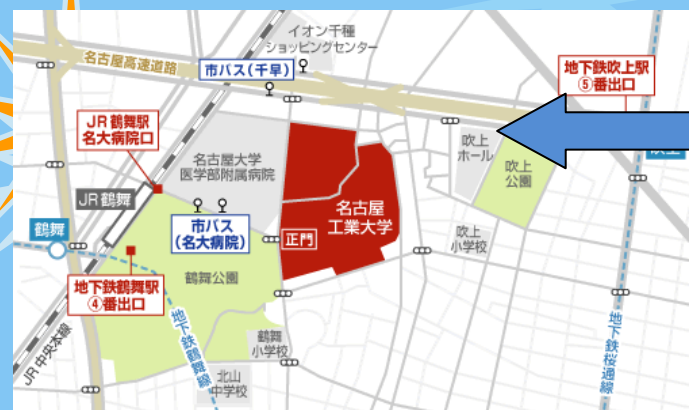 イオン千種
ショッピングセンター
名古屋高速道路
市バス(千早)
地下鉄吹上駅
⑤番出口
JR鶴舞駅
名大病院口
名古屋大学
医学部附属病院
吹上
ホール
吹上
公園
JR鶴舞
市バス
(名大病院)
名古屋
工業大学
正門
吹上
小学校
鶴舞
鶴舞公園
地下鉄鶴舞駅
④番出口
鶴舞
小学校
北山
中学校
JR中央本線
地下鉄鶴舞線
地下鉄桜通線